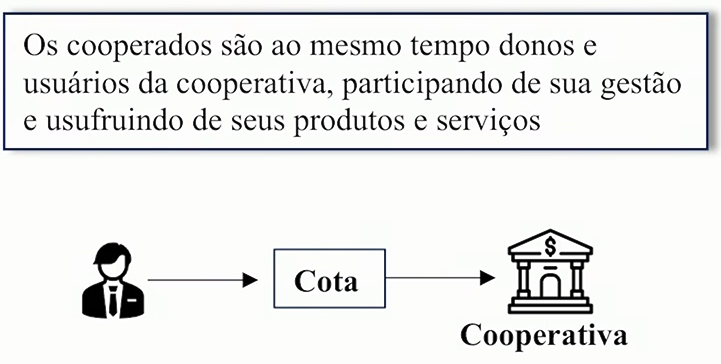 Os cooperados são ao mesmo tempo donos e
usuários da cooperativa, participando de sua gestão
e usufruindo de seus produtos e serviços
Cota
$
Cooperativa